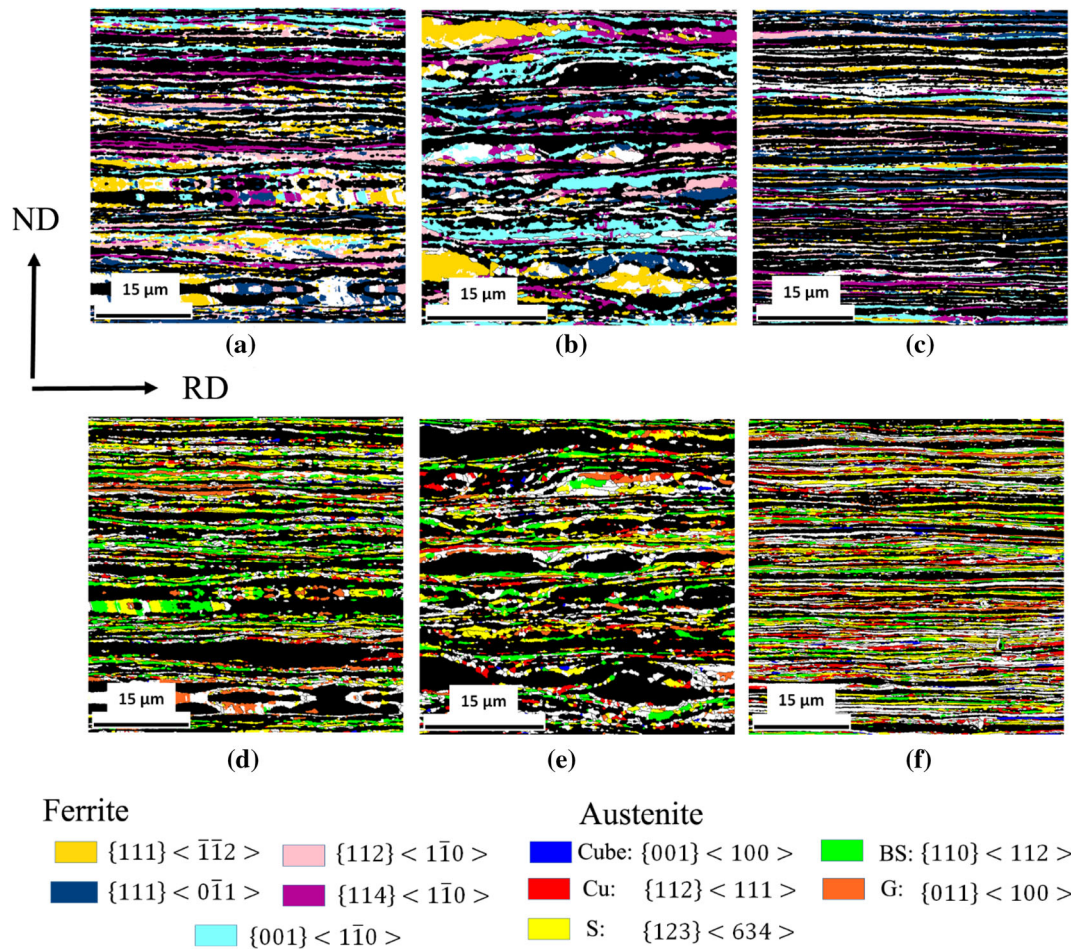 15 µm
15 µm
15 µm
ND
(a)
(b)
(c)
RD
15 µm
15 µm
15 µm
(d)
(e)
(f)
Ferrite
{111} < 1̅1̅2 >
{112} < 11̅0 >
{111} < 01̅1 >
{114} < 11̅0 >
{001} < 11̅0 >
Austenite
Cube: {001} < 100 >
BS: {110} < 112 >
Cu: {112} < 111 >
G: {011} < 100 >
S: {123} < 634 >